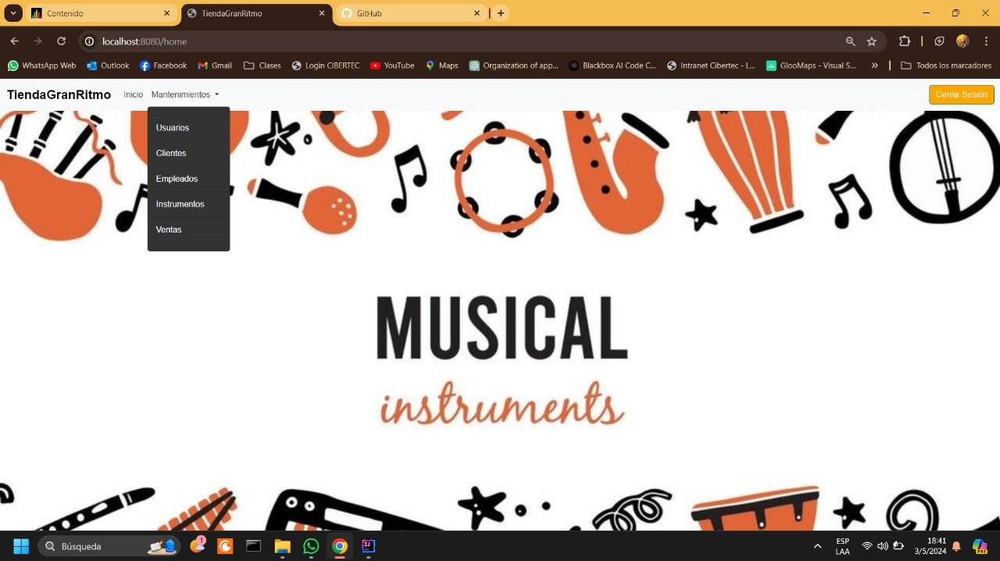 Contenido
TiendaGranRitmo
GitHub
localhost:8080/home
WhatsApp Web
Outlook
Facebook
Gmail
Clases
Login CIBERTEC
YouTube
Maps
Organization of app...
Blackbox AI Code C...
Intranet Cibertec - L...
GlooMaps - Visual S...
Todos los marcadores
TiendaGranRitmo
Inicio
Mantenimientos
Cerrar Sesión
Usuarios
Clientes
Empleados
Instrumentos
Ventas
MUSICAL
instruments
Búsqueda
1
ESP
LAA
18:41
3/5/2024
PRE